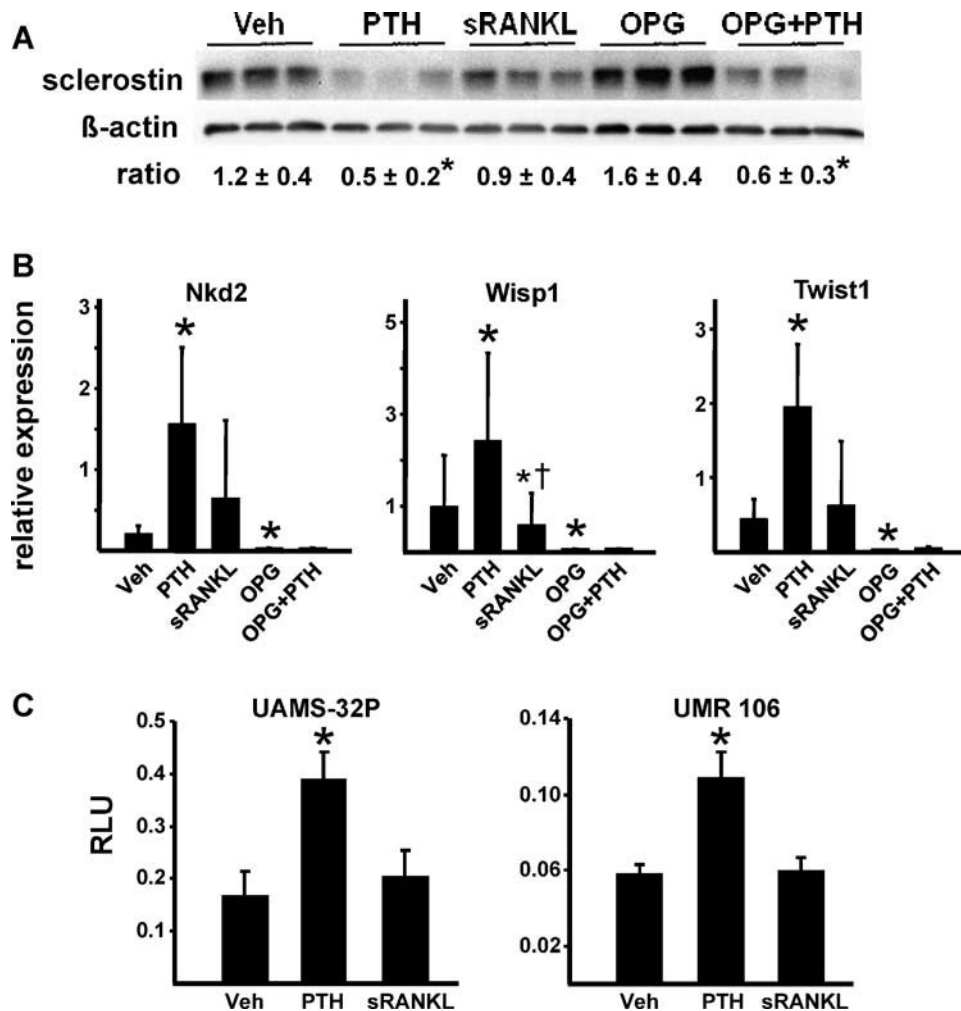 A
Veh PTH sRANKL OPG OPG+PTH
sclerostin
ß-actin
ratio 1.2 ± 0.4 0.5 ± 0.2* 0.9 ± 0.4 1.6 ± 0.4 0.6 ± 0.3*
B
relative expression
Nkd2
3
2
1
*
*
Veh PTH sRANKL OPG OPG+PTH
Wisp1
5
3
1
*
*†
*
Veh PTH sRANKL OPG OPG+PTH
Twist1
3
2
1
*
*
Veh PTH sRANKL OPG OPG+PTH
C
RLU
UAMS-32P
0.5
0.4
0.3
0.2
0.1
*
Veh PTH sRANKL
UMR 106
0.14
0.10
0.06
0.02
*
Veh PTH sRANKL